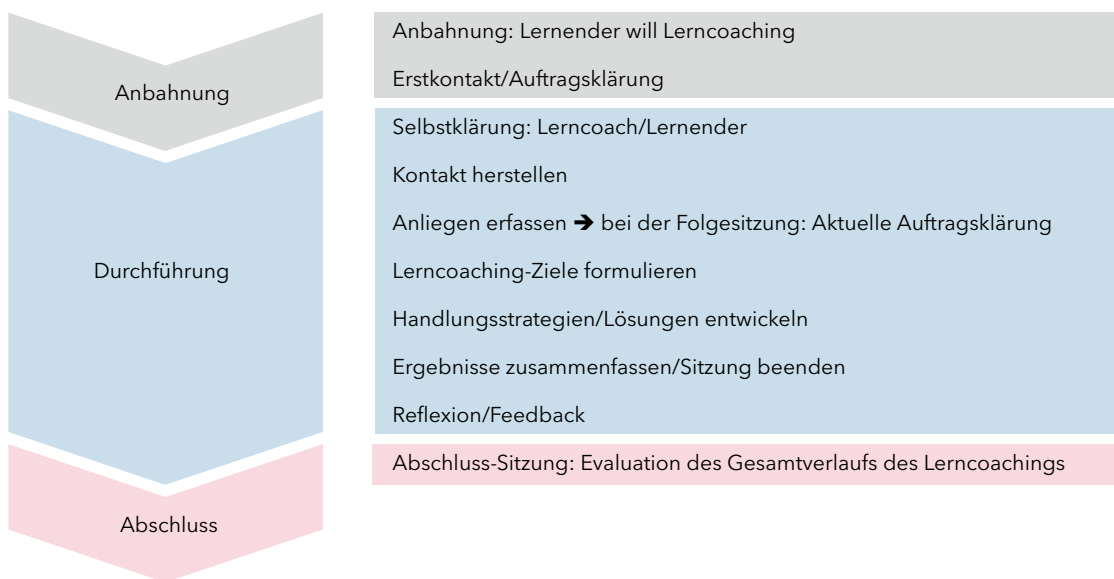 Anbahnung
Anbahnung: Lernender will Lerncoaching
Erstkontakt/Auftragsklärung
Durchführung
Selbstklärung: Lerncoach/Lernender
Kontakt herstellen
Anliegen erfassen ➔ bei der Folgesitzung: Aktuelle Auftragsklärung
Lerncoaching-Ziele formulieren
Handlungsstrategien/Lösungen entwickeln
Ergebnisse zusammenfassen/Sitzung beenden
Reflexion/Feedback
Abschluss
Abschluss-Sitzung: Evaluation des Gesamtverlaufs des Lerncoachings